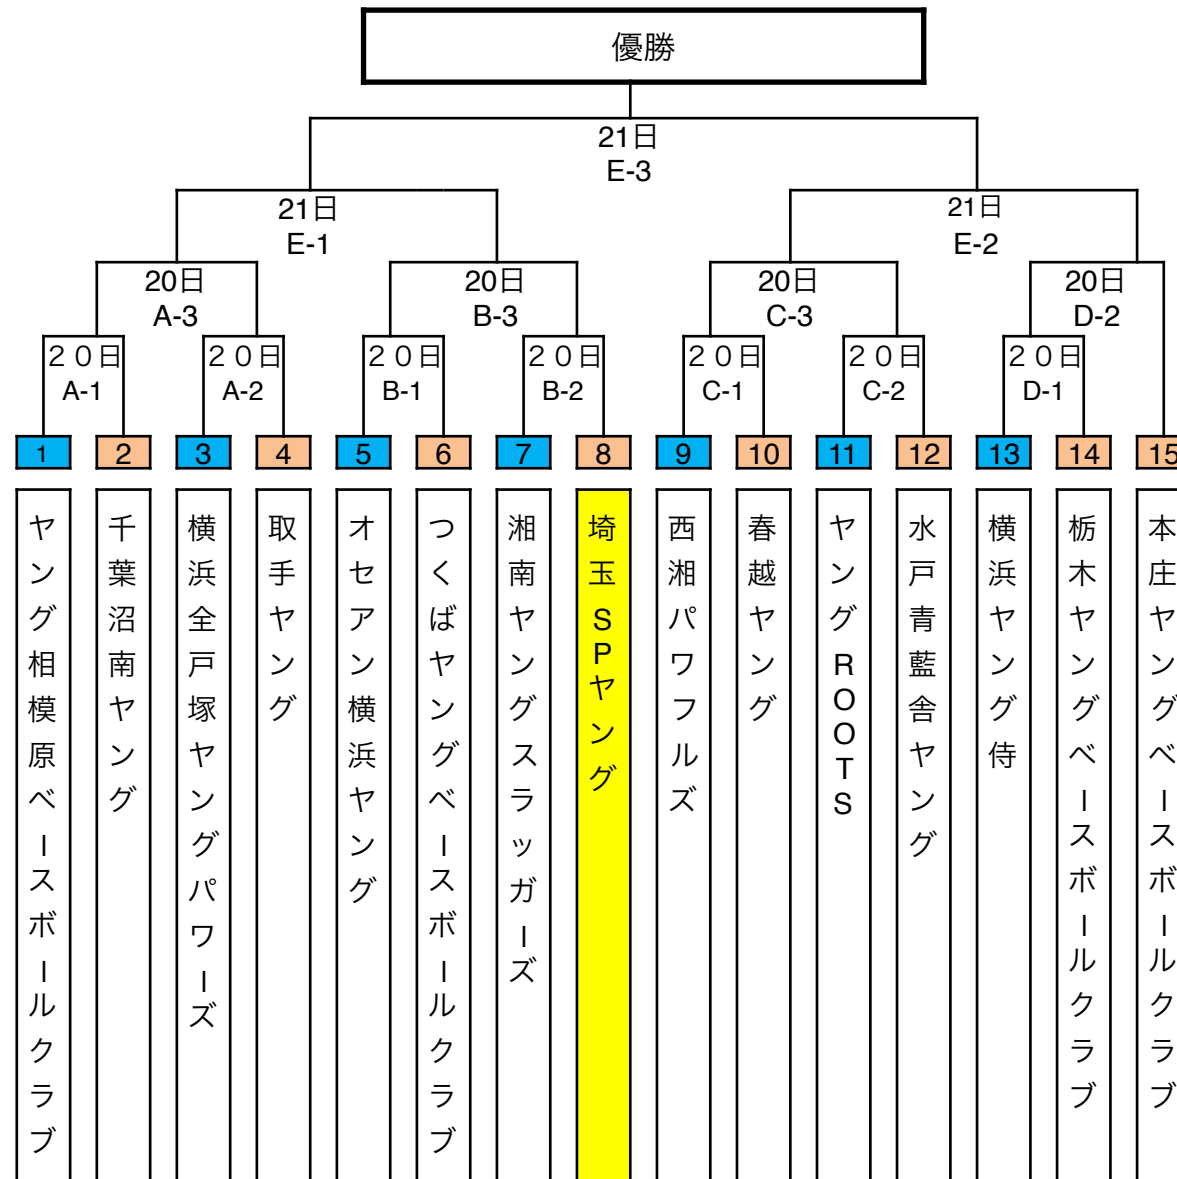 優勝
21日
E-3
21日
E-1
21日
E-2
20日
A-3
20日
B-3
20日
C-3
20日
D-2
２０日
A-1
２０日
A-2
２０日
B-1
２０日
B-2
２０日
C-1
２０日
C-2
２０日
D-1
1
2
3
4
5
6
7
8
9
10
11
12
13
14
15
ヤング相模原ベースボールクラブ
千葉沼南ヤング
横浜全戸塚ヤングパワーズ
取手ヤング
オセアン横浜ヤング
つくばヤングベースボールクラブ
湘南ヤングスラッガーズ
埼玉SPヤング
西湘パワフルズ
春越ヤング
ヤングROOTS
水戸青藍舎ヤング
横浜ヤング侍
栃木ヤングベースボールクラブ
本庄ヤングベースボールクラブ